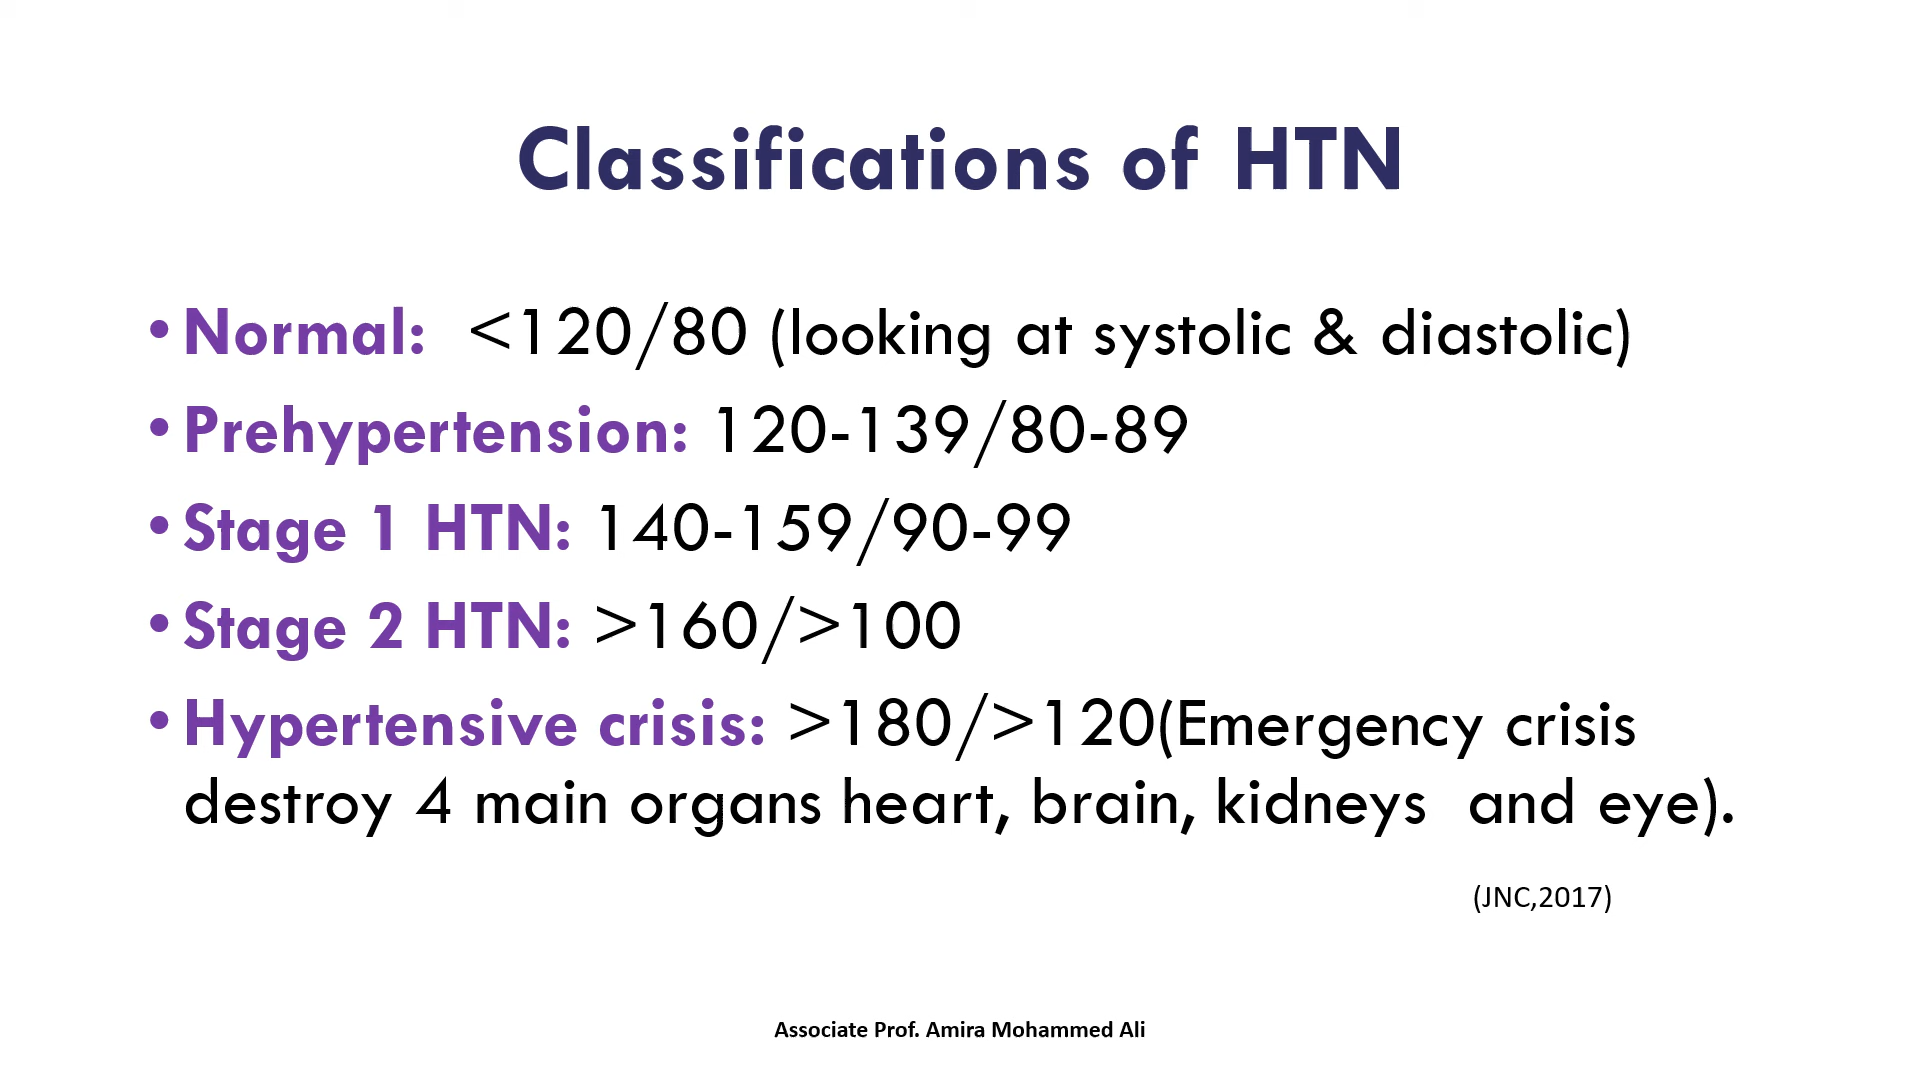 Classifications of HTN
• Normal:  <120/80 (looking at systolic & diastolic)
• Prehypertension: 120-139/80-89
• Stage 1 HTN: 140-159/90-99
• Stage 2 HTN: >160/>100
• Hypertensive crisis: >180/>120(Emergency crisis
destroy 4 main organs heart, brain, kidneys  and eye).
(JNC,2017)
Associate Prof. Amira Mohammed Ali